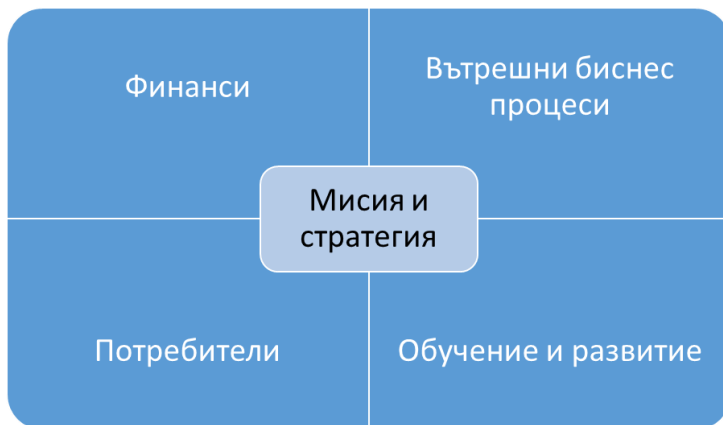 Финанси
Вътрешни бизнес
процеси
Мисия и
стратегия
Потребители
Обучение и развитие